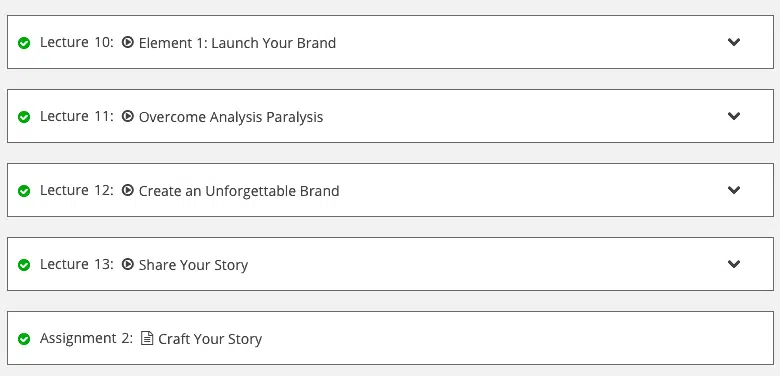 Lecture 10: Element 1: Launch Your Brand
Lecture 11: Overcome Analysis Paralysis
Lecture 12: Create an Unforgettable Brand
Lecture 13: Share Your Story
Assignment 2: Craft Your Story